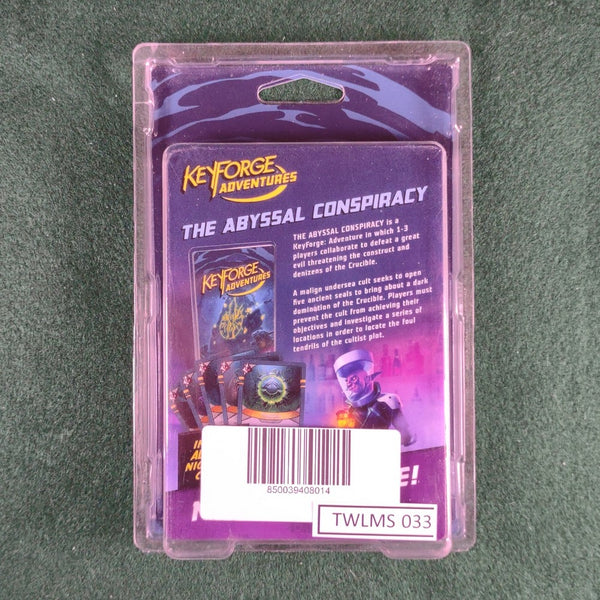 KEYFORGE
ADVENTURES
THE ABYSSAL CONSPIRACY
THE ABYSSAL CONSPIRACY is a
KeyForge: Adventure in which 1-3
players collaborate to defeat a great
evil threatening the construct and
denizens of the Crucible.
A malign undersea cult seeks to open
five ancient seals to bring about a dark
domination of the Crucible. Players must
prevent the cult from achieving their
objectives and investigate a series of
locations in order to locate the foul
tendrils of the cultist plot.
KEYFORGE
ADVENTURES
850039408014
TWLMS 033